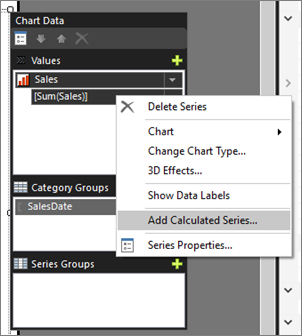 Chart Data
Values
Sales
[Sum(Sales)]
Delete Series
Chart
Change Chart Type...
3D Effects...
Show Data Labels
Add Calculated Series...
Series Properties...
Category Groups
SalesDate
Series Groups